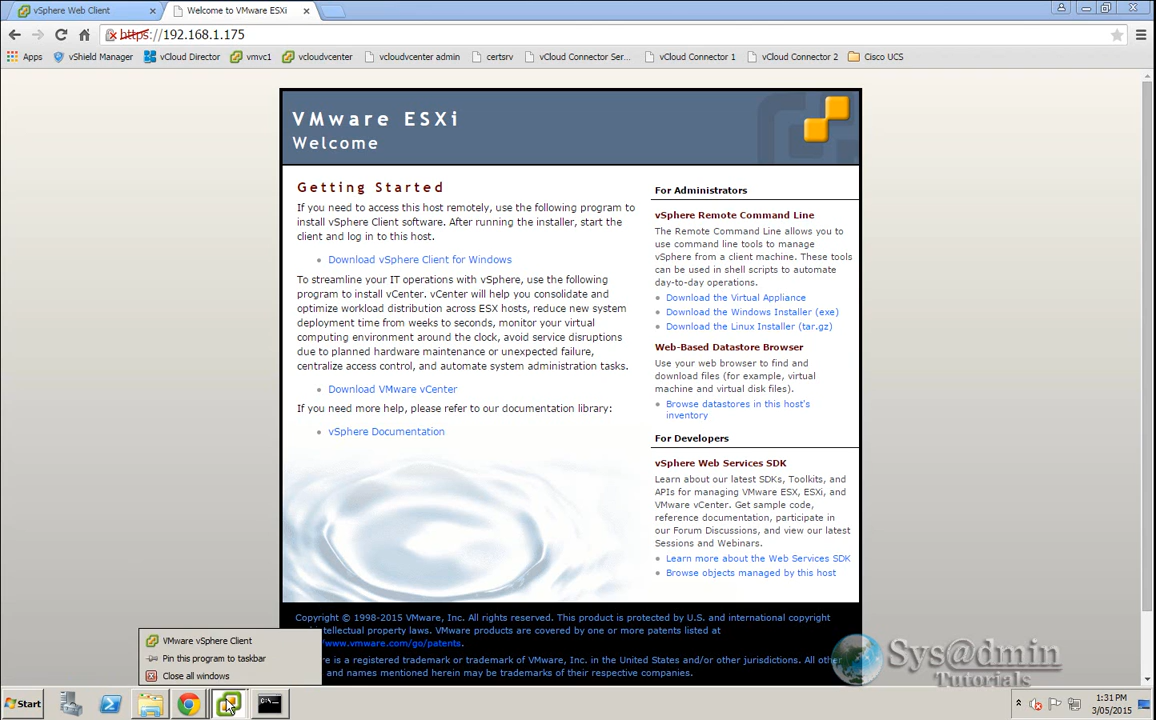 vSphere Web Client
Welcome to VMware ESXi
https://192.168.1.175
Apps
vShield Manager
vCloud Director
vmvc1
vcloudvcenter
vcloudvcenter admin
certsrv
vCloud Connector Ser...
vCloud Connector 1
vCloud Connector 2
Cisco UCS
VMware ESXi
Welcome
Getting Started
If you need to access this host remotely, use the following program to
install vSphere Client software. After running the installer, start the
client and log in to this host.
Download vSphere Client for Windows
To streamline your IT operations with vSphere, use the following
program to install vCenter. vCenter will help you consolidate and
optimize workload distribution across ESX hosts, reduce new system
deployment time from weeks to seconds, monitor your virtual
computing environment around the clock, avoid service disruptions
due to planned hardware maintenance or unexpected failure,
centralize access control, and automate system administration tasks.
Download VMware vCenter
If you need more help, please refer to our documentation library:
vSphere Documentation
For Administrators
vSphere Remote Command Line
The Remote Command Line allows you to
use command line tools to manage
vSphere from a client machine. These tools
can be used in shell scripts to automate
day-to-day operations.
Download the Virtual Appliance
Download the Windows Installer (exe)
Download the Linux Installer (tar.gz)
Web-Based Datastore Browser
Use your web browser to find and
download files (for example, virtual
machine and virtual disk files).
Browse datastores in this host's
inventory
For Developers
vSphere Web Services SDK
Learn about our latest SDKs, Toolkits, and
APIs for managing VMware ESX, ESXi, and
VMware vCenter. Get sample code,
reference documentation, participate in
our Forum Discussions, and view our latest
Sessions and Webinars.
Learn more about the Web Services SDK
Browse objects managed by this host
Copyright © 1998-2015 VMware, Inc. All rights reserved. This product is protected by U.S. and international copyright
intellectual property laws. VMware products are covered by one or more patents listed at
www.vmware.com/go/patents.
is a registered trademark or trademark of VMware, Inc. in the United States and/or other jurisdictions. All other
and names mentioned herein may be trademarks of their respective companies.
VMware vSphere Client
Pin this program to taskbar
Close all windows
Sys@dmin
Tutorials
Start
C:\.
1:31 PM
3/05/2015